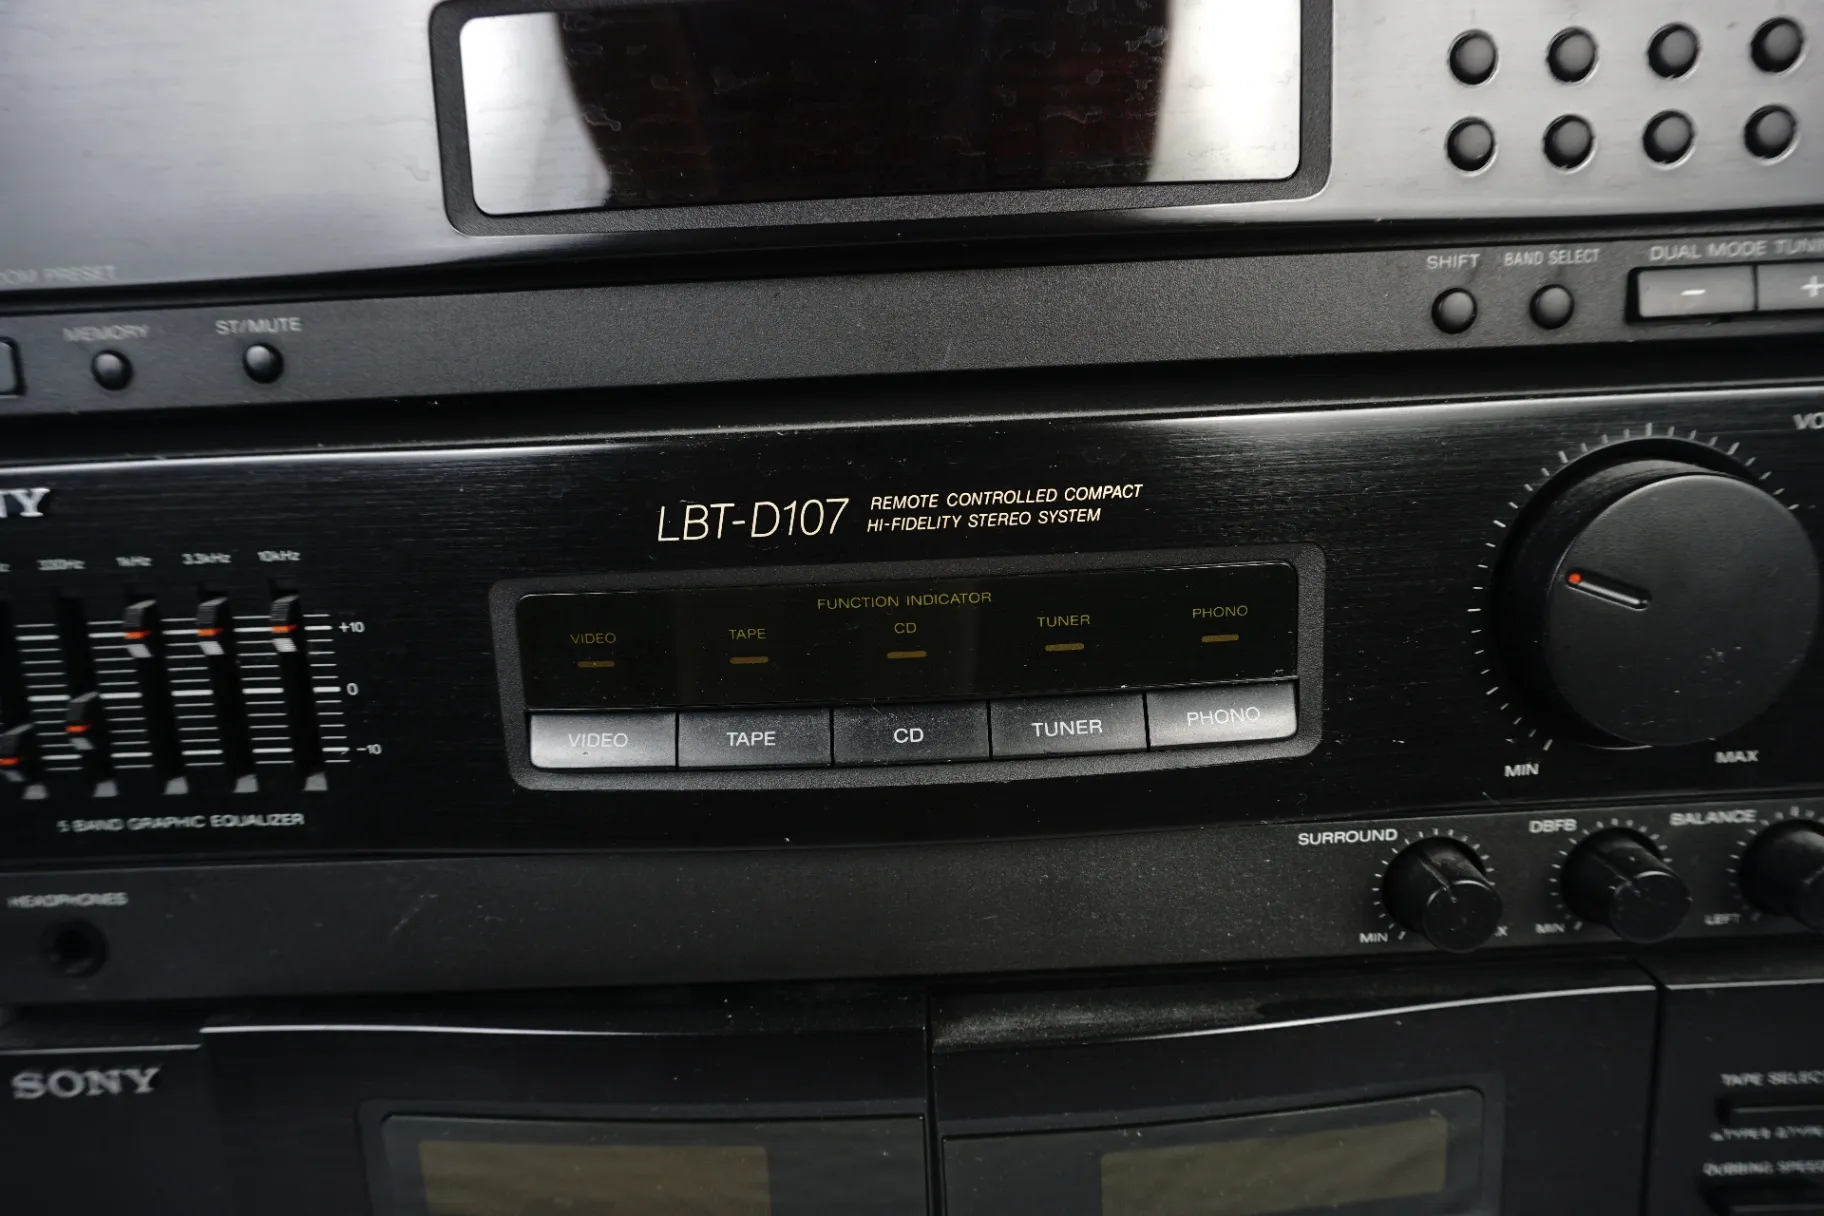 MEMORY
ST/MUTE
SHIFT
BAND SELECT
DUAL MODE
-
+
LBT-D107
REMOTE CONTROLLED COMPACT
HI-FIDELITY STEREO SYSTEM
330Hz 1kHz 3.3kHz 10kHz
+10
0
-10
5 BAND GRAPHIC EQUALIZER
FUNCTION INDICATOR
VIDEO TAPE CD TUNER PHONO
VIDEO TAPE CD TUNER PHONO
MIN MAX
SURROUND
MIN
DBFB
MIN
BALANCE
LEFT
HEADPHONES
SONY
TAPE
DUBBING